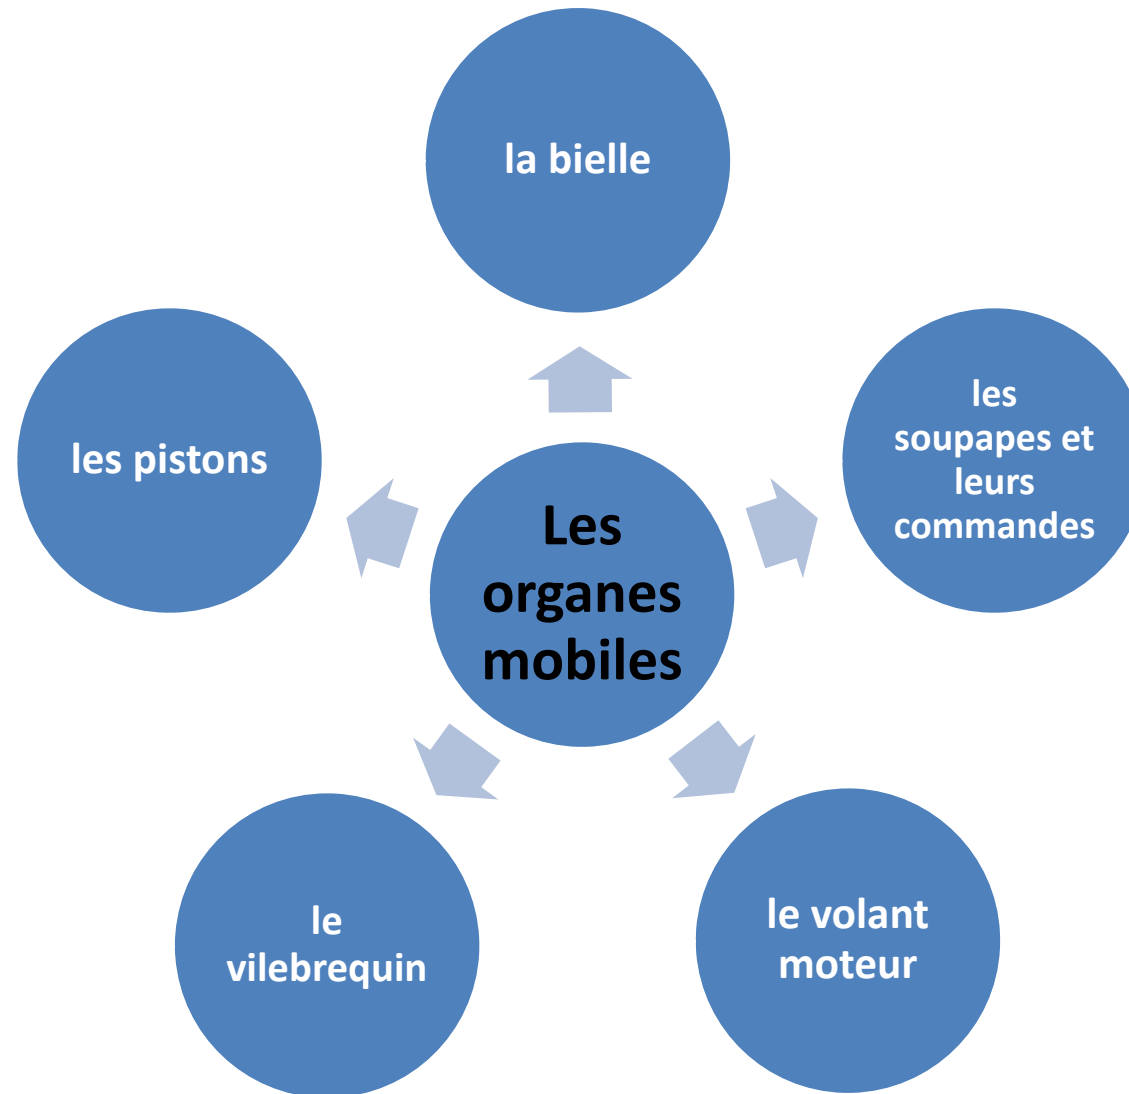 la bielle
les
soupapes et
leurs
commandes
les pistons
Les
organes
mobiles
le
vilebrequin
le volant
moteur